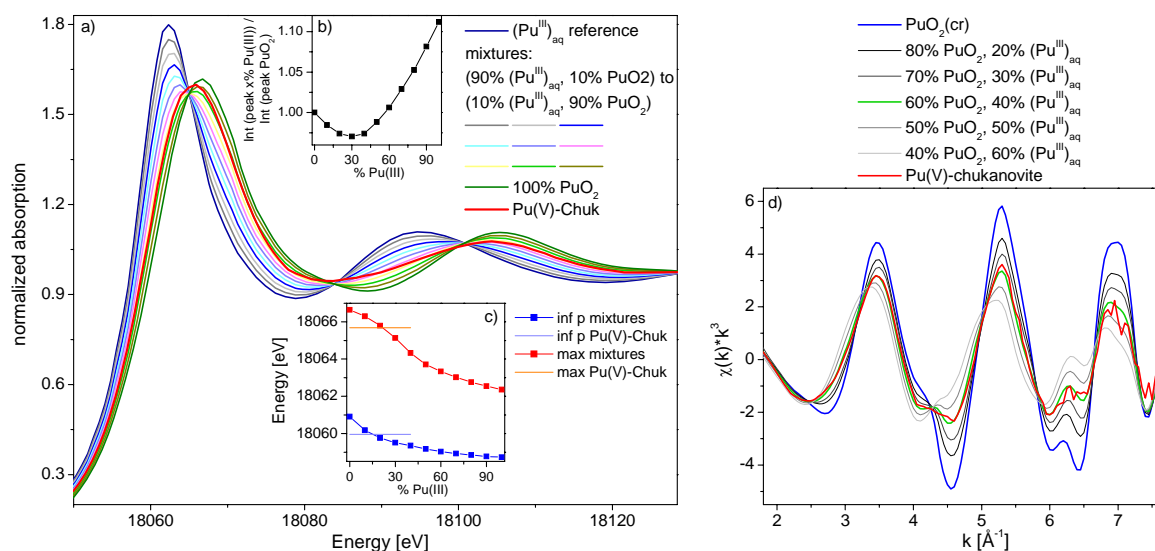 a)
1.8
1.5
1.2
0.9
0.6
0.3
normalized absorption
18060
18080
18100
18120
Energy [eV]
b)
Int (peak x% Pu(III)) /
Int (peak PuO₂)
1.10
1.05
1.00
0
30
60
90
% Pu(III)
(Puᴵᴵᴵ)aq reference
mixtures:
(90% (Puᴵᴵᴵ)aq, 10% PuO2) to
(10% (Puᴵᴵᴵ)aq, 90% PuO₂)
100% PuO₂
Pu(V)-Chuk
c)
Energy [eV]
18066
18064
18062
18060
0
30
60
90
% Pu(III)
inf p mixtures
inf p Pu(V)-Chuk
max mixtures
max Pu(V)-Chuk
PuO₂(cr)
80% PuO₂, 20% (Puᴵᴵᴵ)aq
70% PuO₂, 30% (Puᴵᴵᴵ)aq
60% PuO₂, 40% (Puᴵᴵᴵ)aq
50% PuO₂, 50% (Puᴵᴵᴵ)aq
40% PuO₂, 60% (Puᴵᴵᴵ)aq
Pu(V)-chukanovite
d)
6
4
2
0
-2
-4
χ(k)*k³
2
3
4
5
6
7
k [Å⁻¹]